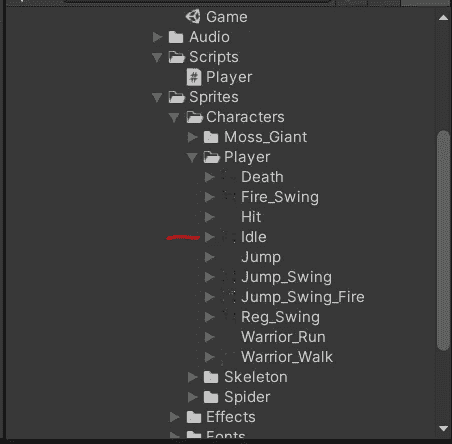 Game
Audio
Scripts
Player
Sprites
Characters
Moss_Giant
Player
Death
Fire_Swing
Hit
Idle
Jump
Jump_Swing
Jump_Swing_Fire
Reg_Swing
Warrior_Run
Warrior_Walk
Skeleton
Spider
Effects
Fonts